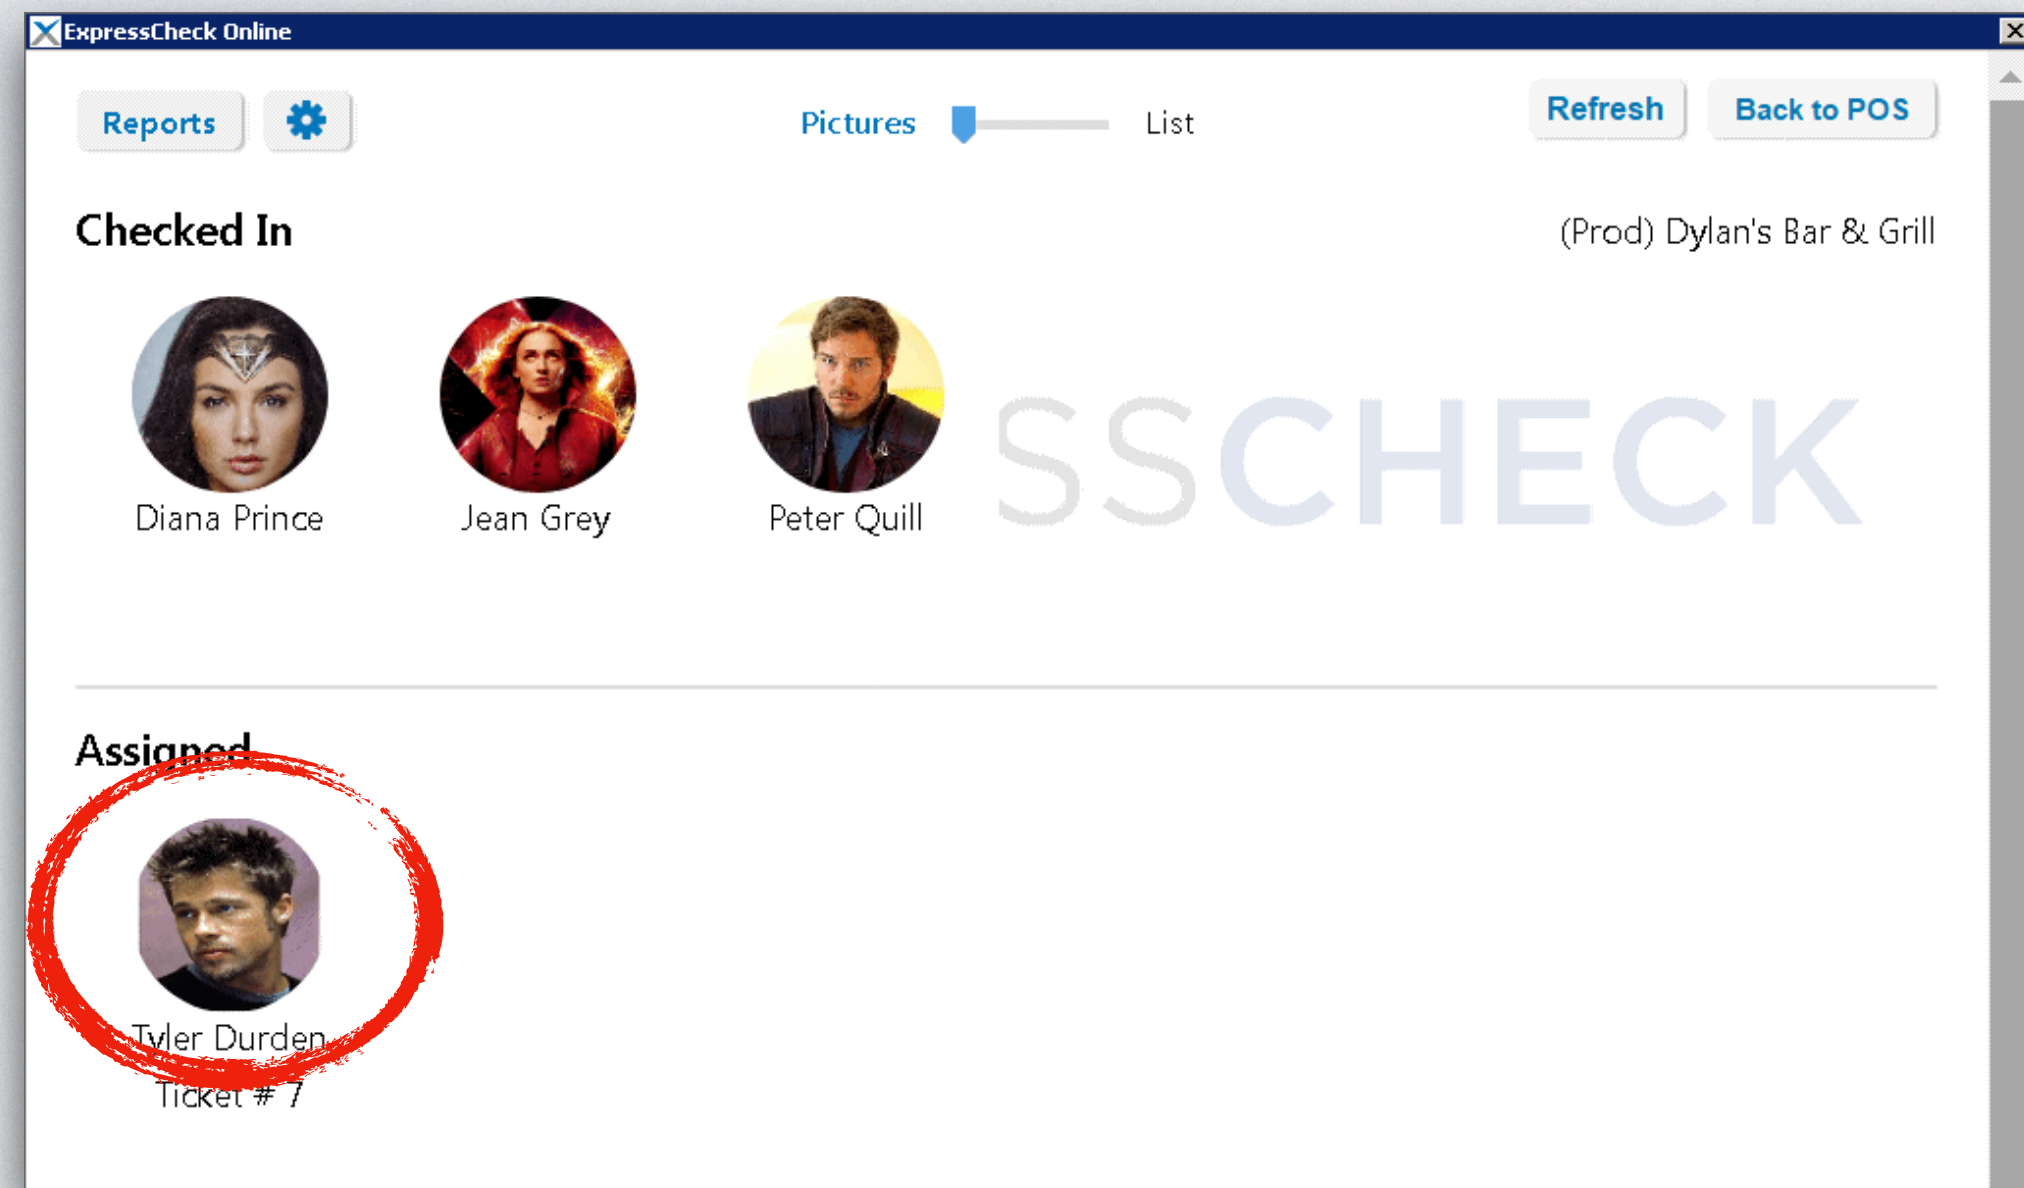 ExpressCheck Online
Reports
Pictures
List
Refresh
Back to POS
Checked In
(Prod) Dylan's Bar & Grill
SSCHECK
Diana Prince
Jean Grey
Peter Quill
Assigned
Tyler Durden
Ticket # 7